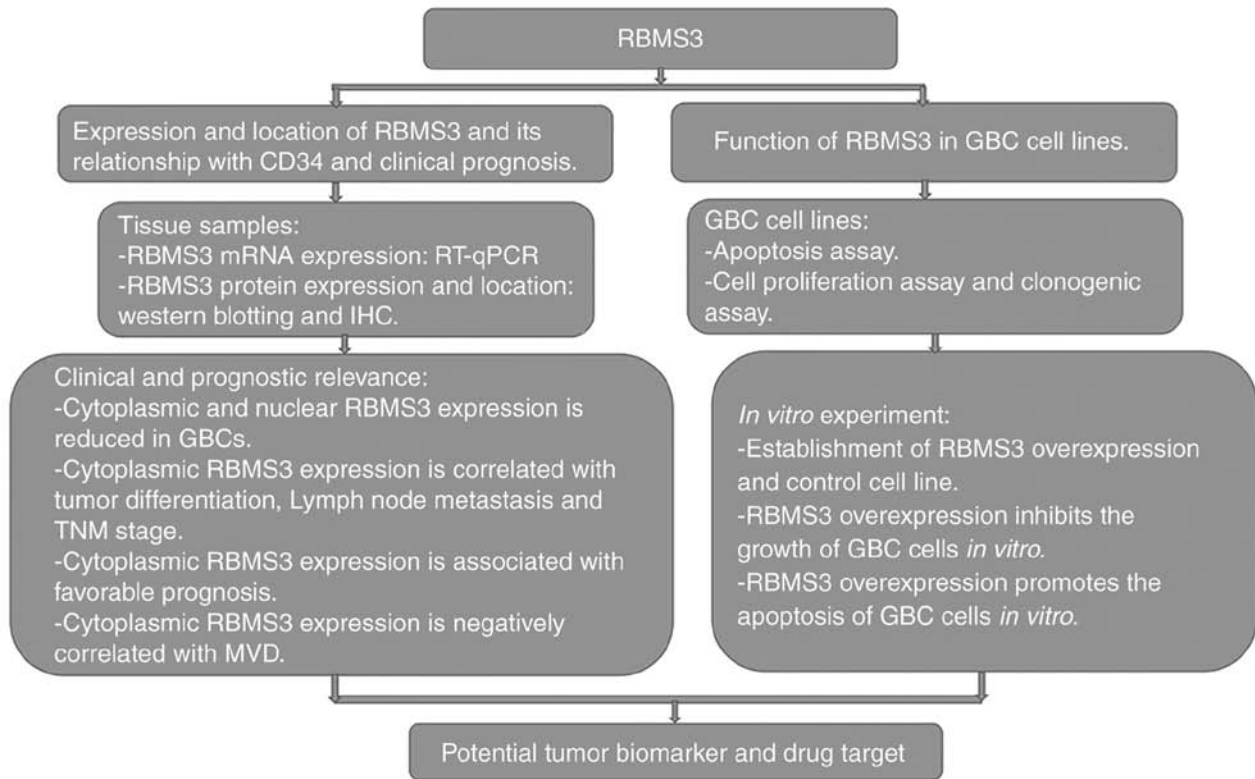 RBMS3
Expression and location of RBMS3 and its
relationship with CD34 and clinical prognosis.
Function of RBMS3 in GBC cell lines.
Tissue samples:
-RBMS3 mRNA expression: RT-qPCR
-RBMS3 protein expression and location:
western blotting and IHC.
GBC cell lines:
-Apoptosis assay.
-Cell proliferation assay and clonogenic
assay.
Clinical and prognostic relevance:
-Cytoplasmic and nuclear RBMS3 expression is
reduced in GBCs.
-Cytoplasmic RBMS3 expression is correlated with
tumor differentiation, Lymph node metastasis and
TNM stage.
-Cytoplasmic RBMS3 expression is associated with
favorable prognosis.
-Cytoplasmic RBMS3 expression is negatively
correlated with MVD.
In vitro experiment:
-Establishment of RBMS3 overexpression
and control cell line.
-RBMS3 overexpression inhibits the
growth of GBC cells in vitro.
-RBMS3 overexpression promotes the
apoptosis of GBC cells in vitro.
Potential tumor biomarker and drug target